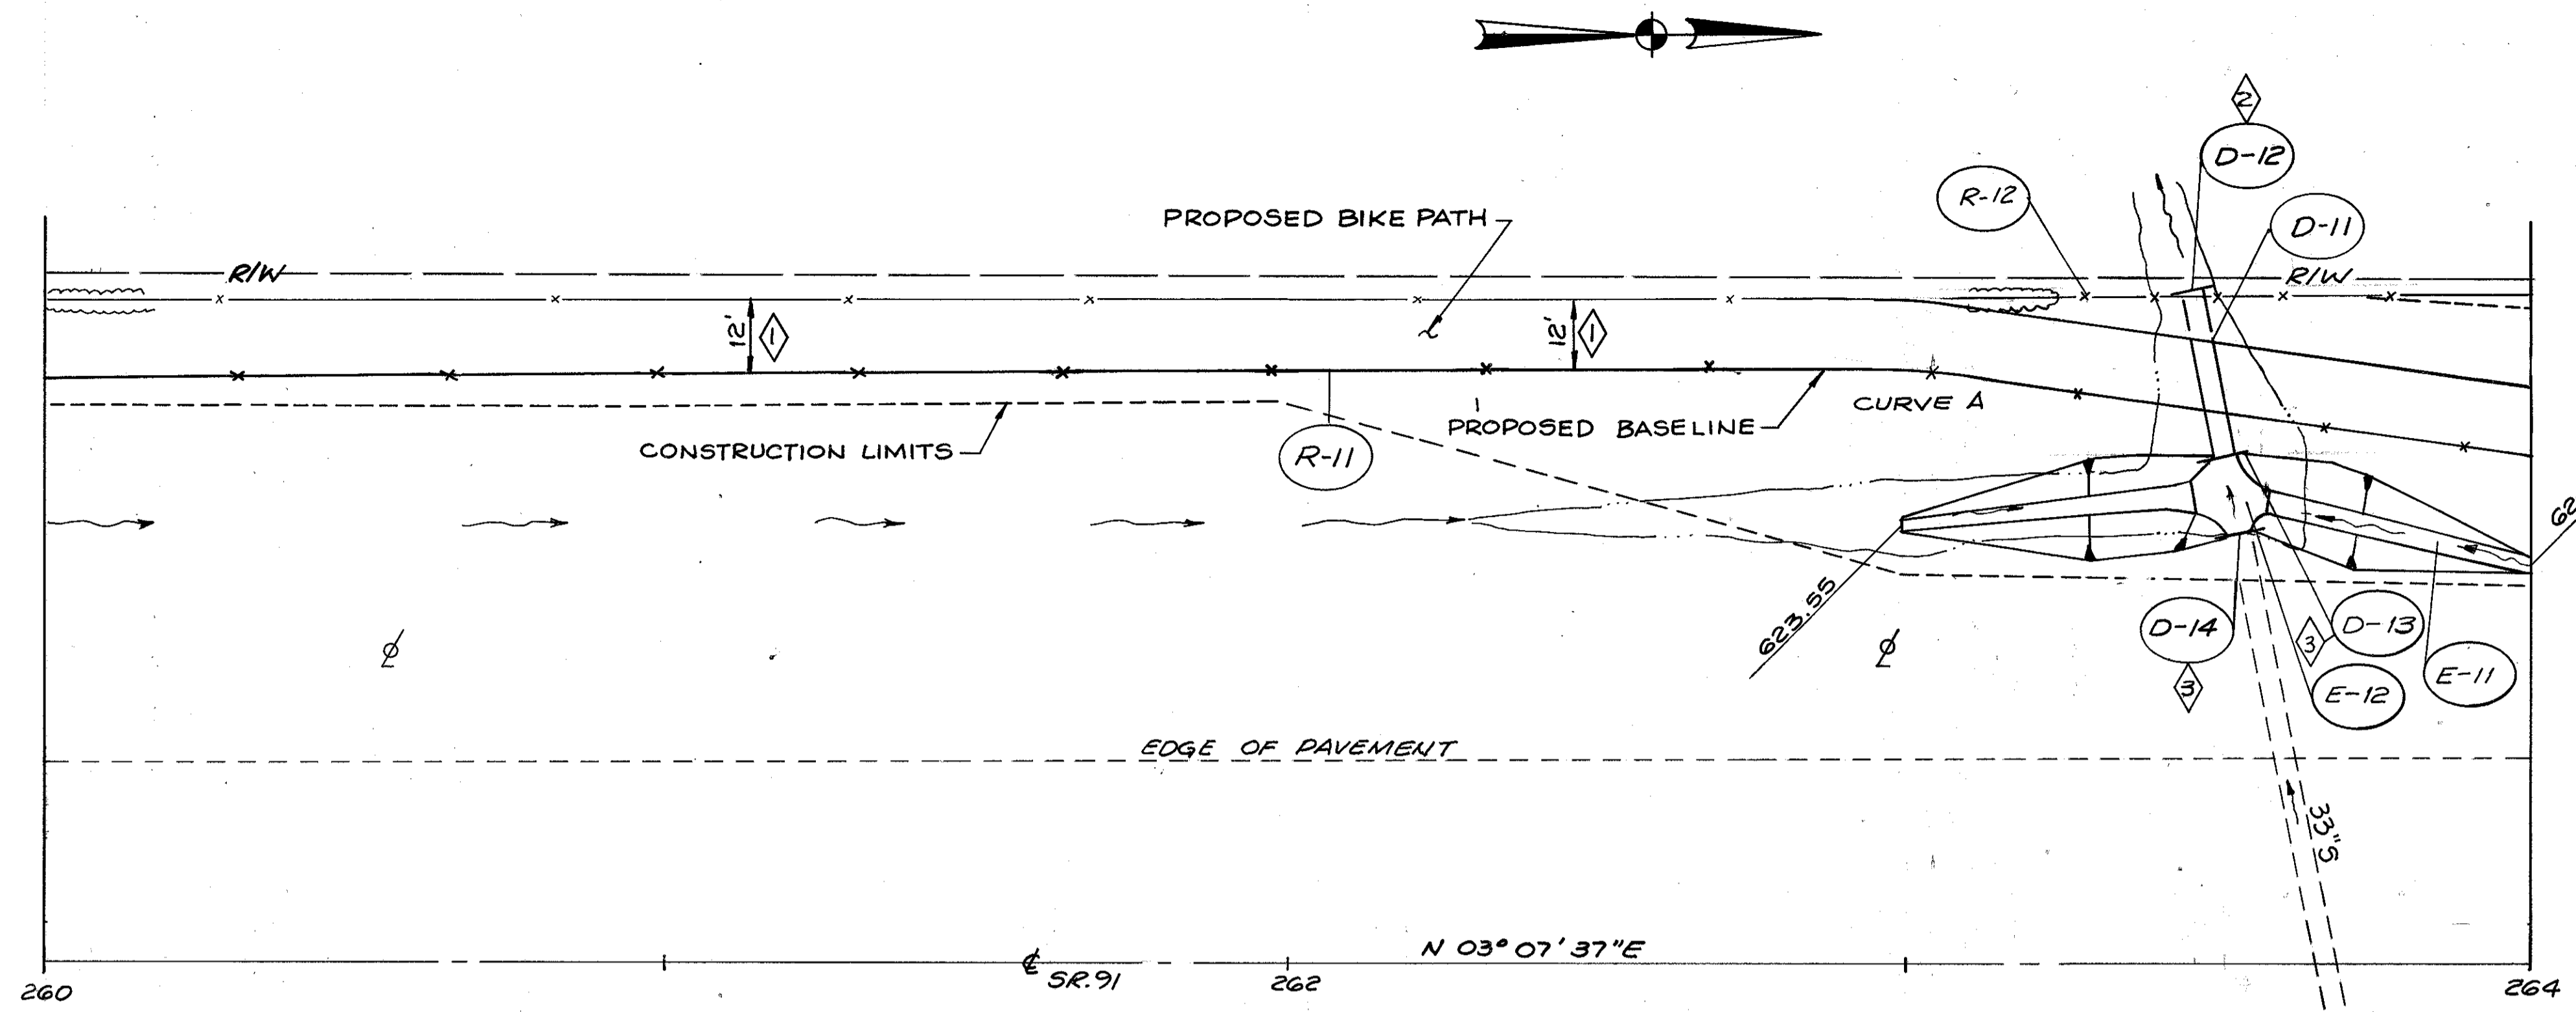 2
D-12
R-12
D-11
PROPOSED BIKE PATH
R/W
R/W
12'
1
12'
1
CURVE A
PROPOSED BASELINE
CONSTRUCTION LIMITS
R-11
623.55
D-14
3
D-13
3
E-11
E-12
EDGE OF PAVEMENT
33"S
N 03° 07' 37"E
℄
SR.91
260
262
264